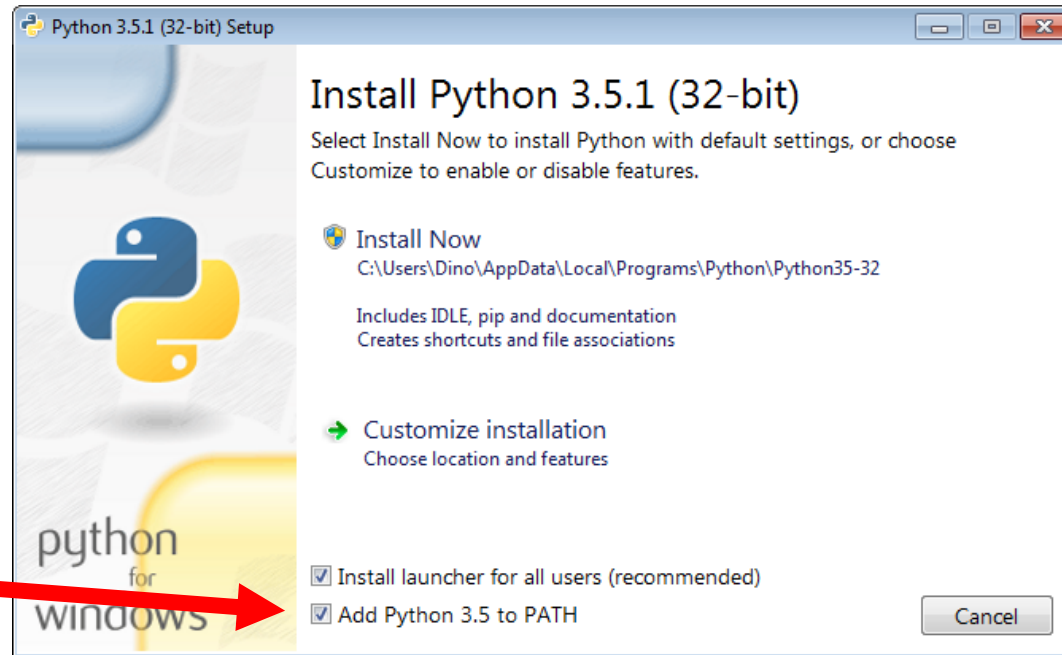 Python 3.5.1 (32-bit) Setup
Install Python 3.5.1 (32-bit)
Select Install Now to install Python with default settings, or choose
Customize to enable or disable features.
Install Now
C:\Users\Dino\AppData\Local\Programs\Python\Python35-32
Includes IDLE, pip and documentation
Creates shortcuts and file associations
Customize installation
Choose location and features
python
for
windows
Install launcher for all users (recommended)
Add Python 3.5 to PATH
Cancel